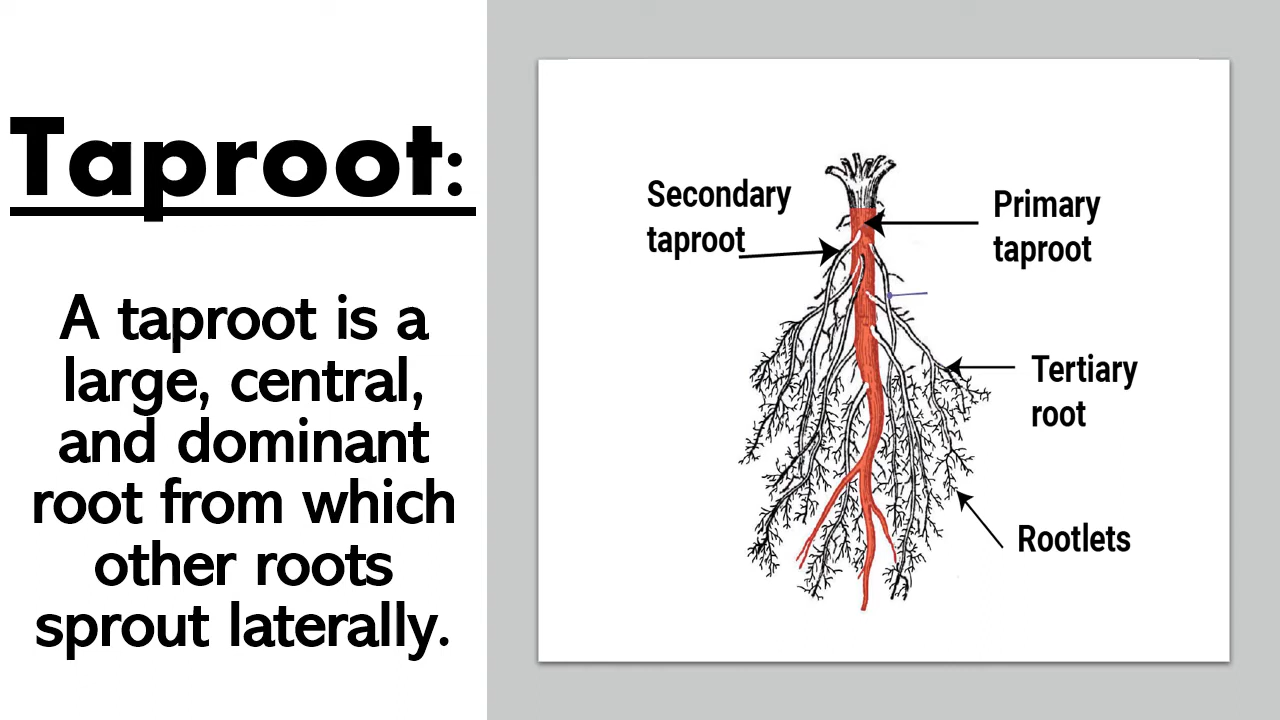 Taproot:
A taproot is a
large, central,
and dominant
root from which
other roots
sprout laterally.
Secondary
taproot
Primary
taproot
Tertiary
root
Rootlets